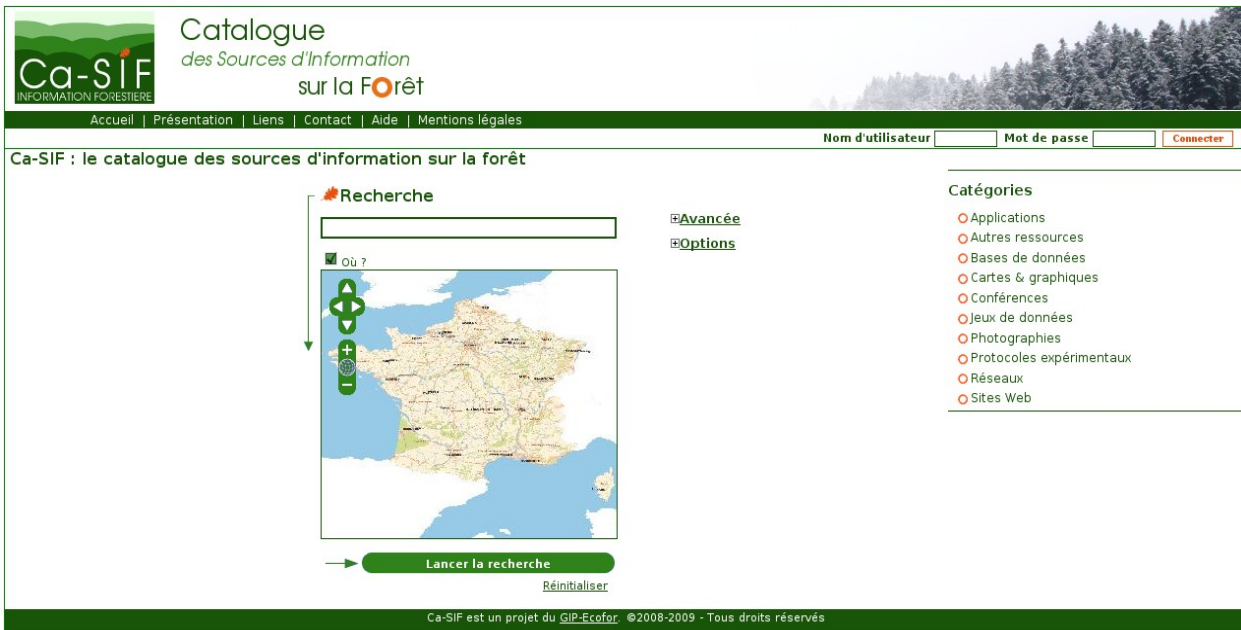 Ca-SIF
INFORMATION FORESTIERE
Catalogue
des Sources d'Information
sur la Forêt
Accueil | Présentation | Liens | Contact | Aide | Mentions légales
Nom d'utilisateur Mot de passe Connecter
Ca-SIF : le catalogue des sources d'information sur la forêt
Recherche
Avancée
Options
Où ?
Lancer la recherche
Réinitialiser
Catégories
Applications
Autres ressources
Bases de données
Cartes & graphiques
Conférences
Jeux de données
Photographies
Protocoles expérimentaux
Réseaux
Sites Web
Ca-SIF est un projet du GIP-Ecofor. ©2008-2009 - Tous droits réservés